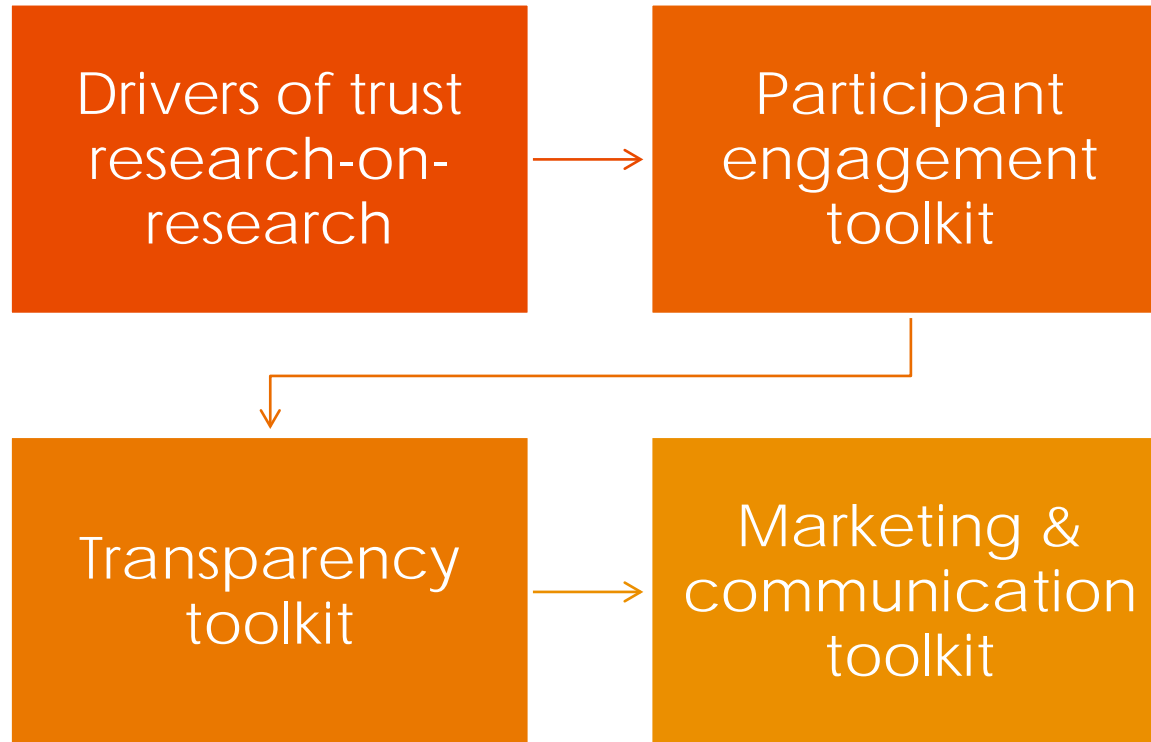 Drivers of trust
research-on-
research
Participant
engagement
toolkit
Transparency
toolkit
Marketing &
communication
toolkit